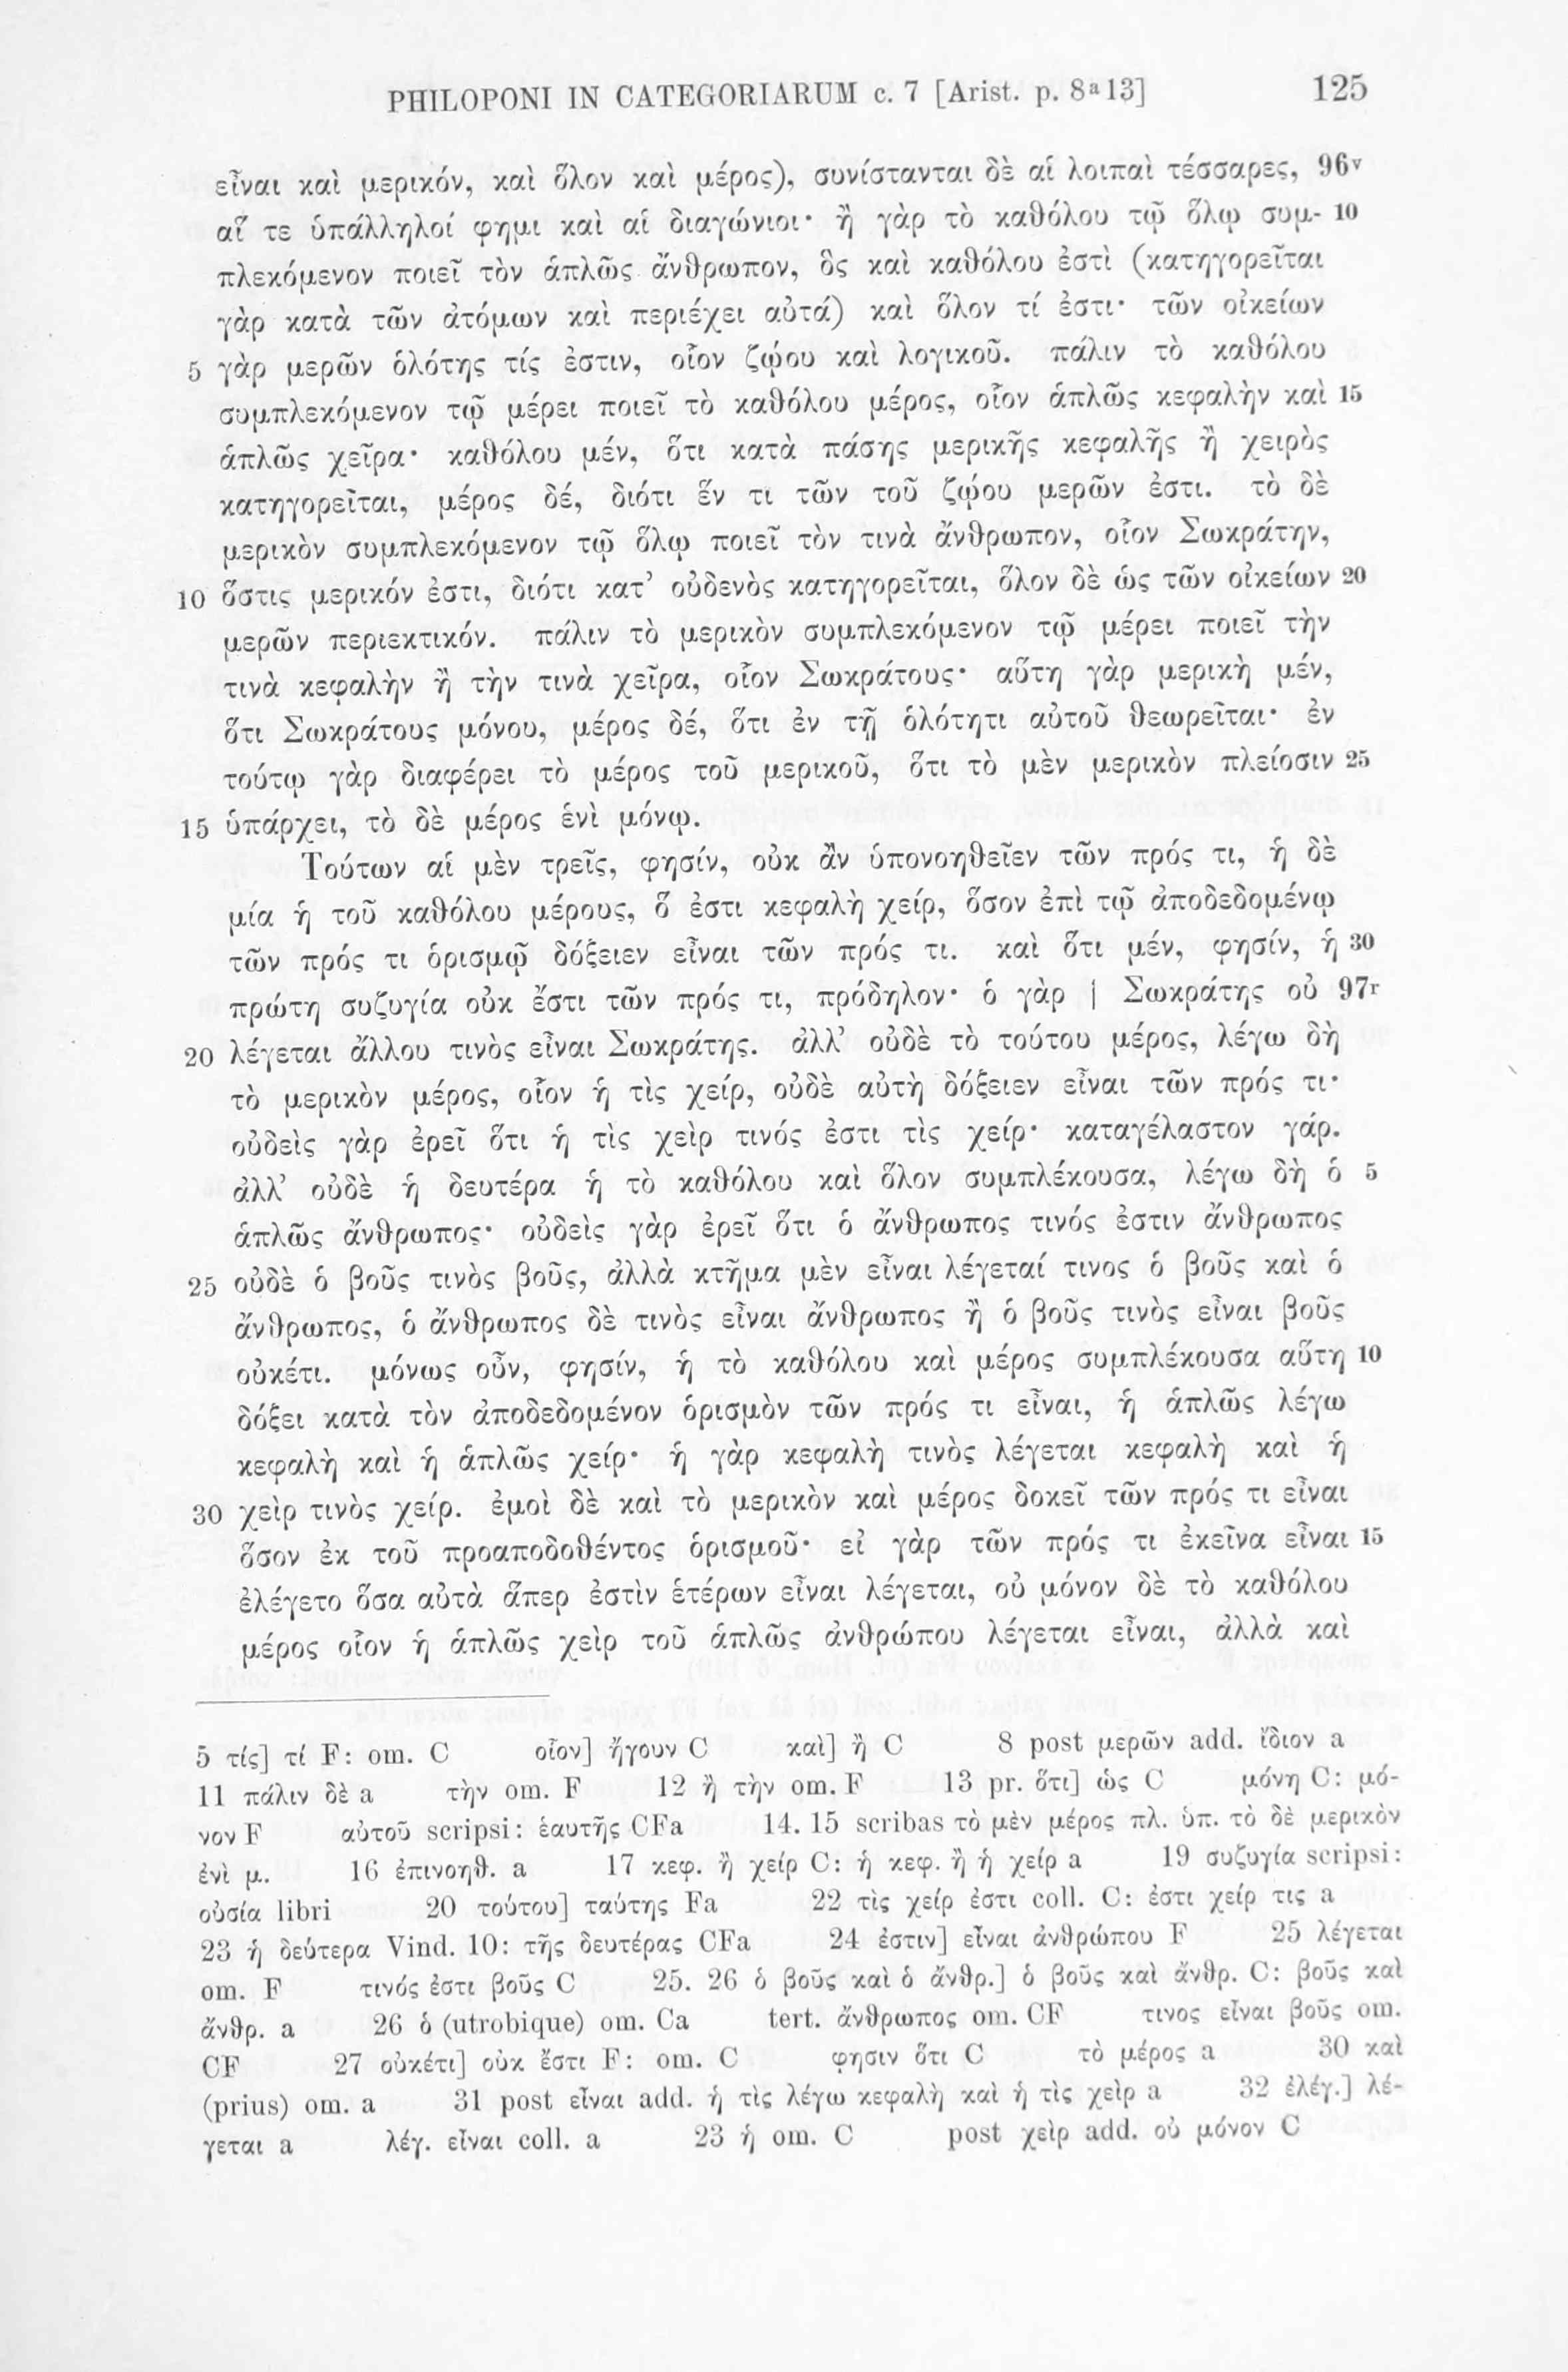 PHILOPONI IN CATEGORIARUM c. 7 [Arist. p. 8ª13] 125
εἶναι καὶ μερικόν, καὶ ὅλον καὶ μέρος), συνίστανται δὲ αἱ λοιπαὶ τέσσαρες, 96v
αἵ τε ὑπάλληλοί φημι καὶ αἱ διαγώνιοι· ἢ γὰρ τὸ καθόλου τῷ ὅλῳ συμ- 10
πλεκόμενον ποιεῖ τὸν ἁπλῶς ἄνθρωπον, ὃς καὶ καθόλου ἐστὶ (κατηγορεῖται
γὰρ κατὰ τῶν ἀτόμων καὶ περιέχει αὐτά) καὶ ὅλον τί ἐστι· τῶν οἰκείων
5 γὰρ μερῶν ὁλότης τίς ἐστιν, οἷον ζῴου καὶ λογικοῦ. πάλιν τὸ καθόλου
συμπλεκόμενον τῷ μέρει ποιεῖ τὸ καθόλου μέρος, οἷον ἁπλῶς κεφαλὴν καὶ 15
ἁπλῶς χεῖρα· καθόλου μέν, ὅτι κατὰ πάσης μερικῆς κεφαλῆς ἢ χειρὸς
κατηγορεῖται, μέρος δέ, διότι ἕν τι τῶν τοῦ ζῴου μερῶν ἐστι. τὸ δὲ
μερικὸν συμπλεκόμενον τῷ ὅλῳ ποιεῖ τὸν τινὰ ἄνθρωπον, οἷον Σωκράτην,
10 ὅστις μερικόν ἐστι, διότι κατ’ οὐδενὸς κατηγορεῖται, ὅλον δὲ ὡς τῶν οἰκείων 20
μερῶν περιεκτικόν. πάλιν τὸ μερικὸν συμπλεκόμενον τῷ μέρει ποιεῖ τὴν
τινὰ κεφαλὴν ἢ τὴν τινὰ χεῖρα, οἷον Σωκράτους· αὕτη γὰρ μερικὴ μέν,
ὅτι Σωκράτους μόνου, μέρος δέ, ὅτι ἐν τῇ ὁλότητι αὐτοῦ θεωρεῖται· ἐν
τούτῳ γὰρ διαφέρει τὸ μέρος τοῦ μερικοῦ, ὅτι τὸ μὲν μερικὸν πλείοσιν 25
15 ὑπάρχει, τὸ δὲ μέρος ἑνὶ μόνῳ.
Τούτων αἱ μὲν τρεῖς, φησίν, οὐκ ἂν ὑπονοηθεῖεν τῶν πρός τι, ἡ δὲ
μία ἡ τοῦ καθόλου μέρους, ὅ ἐστι κεφαλὴ χείρ, ὅσον ἐπὶ τῷ ἀποδεδομένῳ
τῶν πρός τι ὁρισμῷ δόξειεν εἶναι τῶν πρός τι. καὶ ὅτι μέν, φησίν, ἡ 30
πρώτη συζυγία οὐκ ἔστι τῶν πρός τι, πρόδηλον· ὁ γὰρ | Σωκράτης οὐ 97r
20 λέγεται ἄλλου τινὸς εἶναι Σωκράτης. ἀλλ’ οὐδὲ τὸ τούτου μέρος, λέγω δὴ
τὸ μερικὸν μέρος, οἷον ἡ τὶς χείρ, οὐδὲ αὐτὴ δόξειεν εἶναι τῶν πρός τι·
οὐδεὶς γὰρ ἐρεῖ ὅτι ἡ τὶς χεὶρ τινός ἐστι τὶς χείρ· καταγέλαστον γάρ.
ἀλλ’ οὐδὲ ἡ δευτέρα ἡ τὸ καθόλου καὶ ὅλον συμπλέκουσα, λέγω δὴ ὁ 5
ἁπλῶς ἄνθρωπος· οὐδεὶς γὰρ ἐρεῖ ὅτι ὁ ἄνθρωπος τινός ἐστιν ἄνθρωπος
25 οὐδὲ ὁ βοῦς τινὸς βοῦς, ἀλλὰ κτῆμα μὲν εἶναι λέγεταί τινος ὁ βοῦς καὶ ὁ
ἄνθρωπος, ὁ ἄνθρωπος δὲ τινὸς εἶναι ἄνθρωπος ἢ ὁ βοῦς τινὸς εἶναι βοῦς
οὐκέτι. μόνως οὖν, φησίν, ἡ τὸ καθόλου καὶ μέρος συμπλέκουσα αὕτη 10
δόξει κατὰ τὸν ἀποδεδομένον ὁρισμὸν τῶν πρός τι εἶναι, ἡ ἁπλῶς λέγω
κεφαλὴ καὶ ἡ ἁπλῶς χείρ· ἡ γὰρ κεφαλὴ τινὸς λέγεται κεφαλὴ καὶ ἡ
30 χεὶρ τινὸς χείρ. ἐμοὶ δὲ καὶ τὸ μερικὸν καὶ μέρος δοκεῖ τῶν πρός τι εἶναι
ὅσον ἐκ τοῦ προαποδοθέντος ὁρισμοῦ· εἰ γὰρ τῶν πρός τι ἐκεῖνα εἶναι 15
ἐλέγετο ὅσα αὐτὰ ἅπερ ἐστὶν ἑτέρων εἶναι λέγεται, οὐ μόνον δὲ τὸ καθόλου
μέρος οἷον ἡ ἁπλῶς χεὶρ τοῦ ἁπλῶς ἀνθρώπου λέγεται εἶναι, ἀλλὰ καὶ
5 τίς] τί F: om. C οἷον] ἤγουν C καὶ] ἢ C 8 post μερῶν add. ἴδιον a
11 πάλιν δὲ a τὴν om. F 12 ἢ τὴν om. F 13 pr. ὅτι] ὡς C μόνη C: μό-
νον F αὐτοῦ scripsi: ἑαυτῆς CFa 14. 15 scribas τὸ μὲν μέρος πλ. ὑπ. τὸ δὲ μερικὸν
ἑνὶ μ. 16 ἐπινοηθ. a 17 κεφ. ἢ χείρ C: ἡ κεφ. ἢ ἡ χείρ a 19 συζυγία scripsi:
οὐσία libri 20 τούτου] ταύτης Fa 22 τὶς χείρ ἐστι coll. C: ἐστι χείρ τις a
23 ἡ δεύτερα Vind. 10: τῆς δευτέρας CFa 24 ἐστιν] εἶναι ἀνθρώπου F 25 λέγεται
om. F τινός ἐστι βοῦς C 25. 26 ὁ βοῦς καὶ ὁ ἄνθρ.] ὁ βοῦς καὶ ἄνθρ. C: βοῦς καὶ
ἄνθρ. a 26 ὁ (utrobique) om. Ca tert. ἄνθρωπος om. CF τινος εἶναι βοῦς om.
CF 27 οὐκέτι] οὐκ ἔστι F: om. C φησιν ὅτι C τὸ μέρος a 30 καὶ
(prius) om. a 31 post εἶναι add. ἡ τὶς λέγω κεφαλὴ καὶ ἡ τὶς χεὶρ a 32 ἐλέγ.] λέ-
γεται a λέγ. εἶναι coll. a 23 ἡ om. C post χεὶρ add. οὐ μόνον C